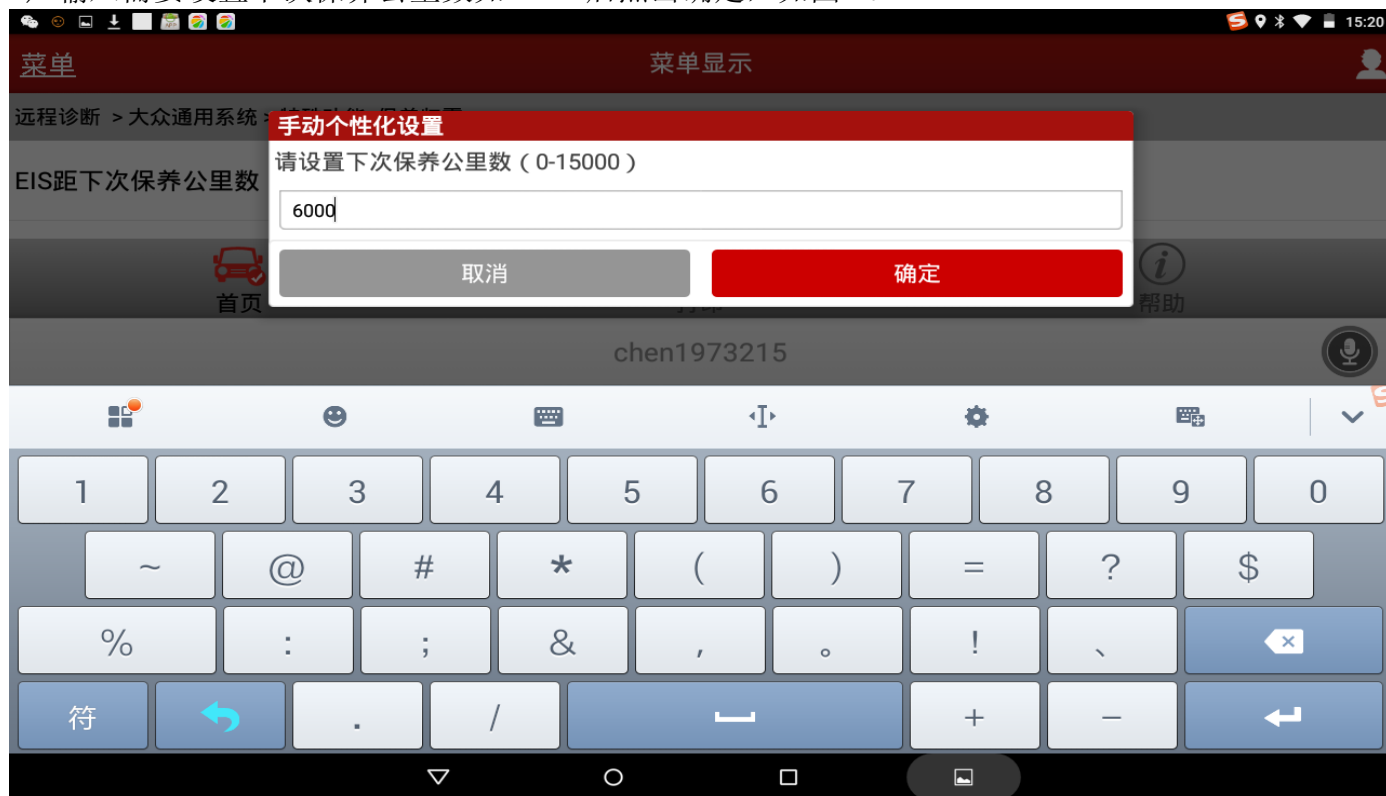 15:20
菜单
菜单显示
远程诊断 >大众通用系统
手动个性化设置
请设置下次保养公里数（0-15000）
EIS距下次保养公里数
6000
取消
确定
首页
帮助
chen1973215
1 2 3 4 5 6 7 8 9 0
~ @ # * ( ) = ? $
% : ; & , 。 ! 、
符 . / + −